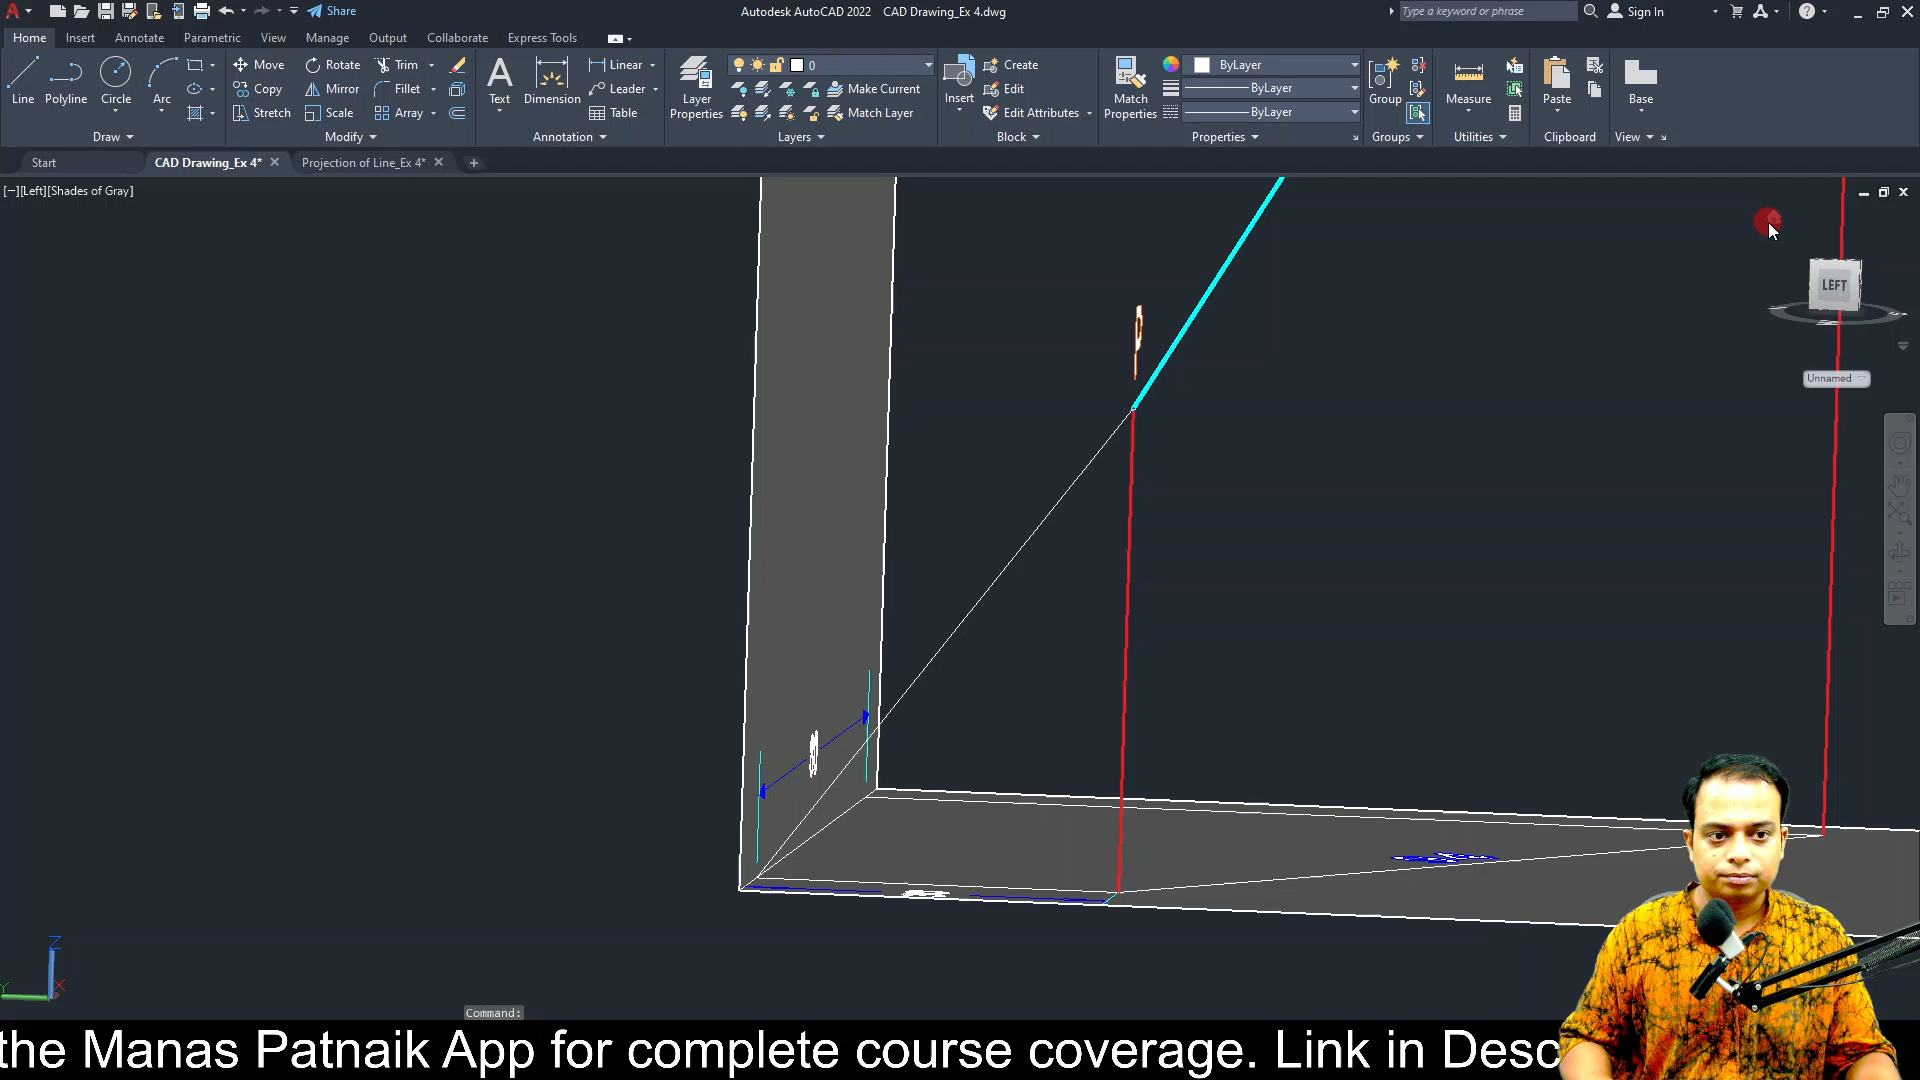 Share
Autodesk AutoCAD 2022 CAD Drawing_Ex 4.dwg
Type a keyword or phrase
Sign In
Home Insert Annotate Parametric View Manage Output Collaborate Express Tools
Line Polyline Circle Arc
Move Rotate Trim
Copy Mirror Fillet
Stretch Scale Array
Text Dimension
Linear
Leader
Table
Layer Properties
0
Make Current
Match Layer
Insert
Create
Edit
Edit Attributes
Match Properties
ByLayer
ByLayer
ByLayer
Group
Measure
Paste
Base
Draw Modify Annotation Layers Block Properties Groups Utilities Clipboard View
Start CAD Drawing_Ex 4* Projection of Line_Ex 4*
[−][Left][Shades of Gray]
LEFT
Unnamed
Z
Y X
Command:
the Manas Patnaik App for complete course coverage. Link in Desc